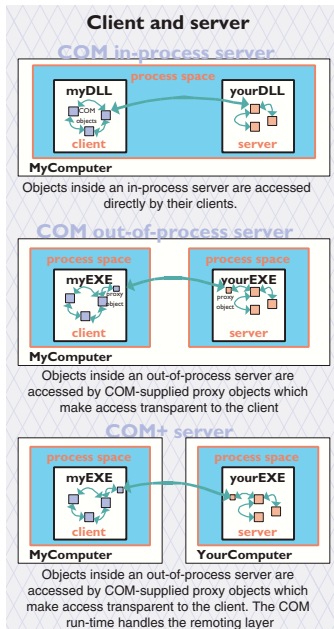 Client and server
COM in-process server
process space
myDLL
yourDLL
COM
objects
client
server
MyComputer
Objects inside an in-process server are accessed
directly by their clients.
COM out-of-process server
process space
process space
myEXE
yourEXE
proxy
object
proxy
object
client
server
MyComputer
Objects inside an out-of-process server are
accessed by COM-supplied proxy objects which
make access transparent to the client
COM+ server
process space
process space
myEXE
yourEXE
client
server
MyComputer
YourComputer
Objects inside an out-of-process server are
accessed by COM-supplied proxy objects which
make access transparent to the client. The COM
run-time handles the remoting layer